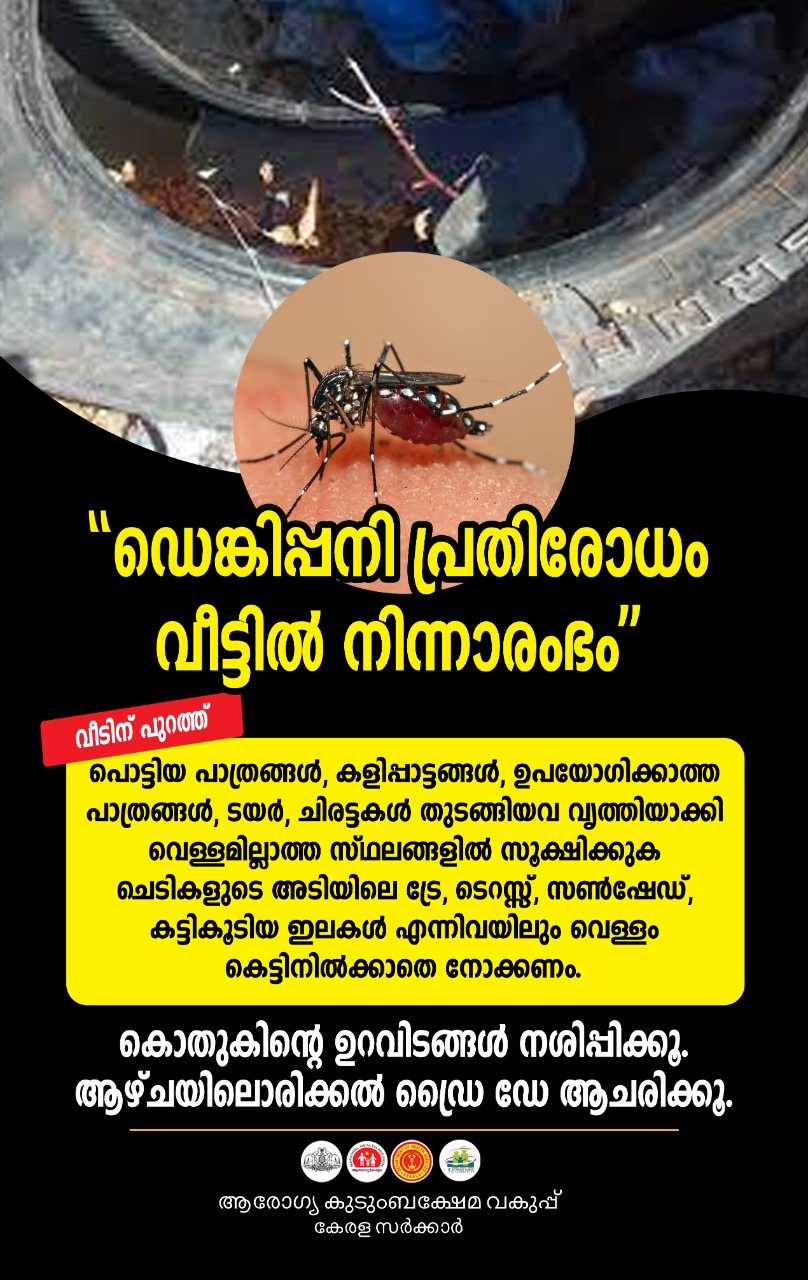 “ഡെങ്കിപ്പനി പ്രതിരോധം
വീട്ടിൽ നിന്നാരംഭം”
വീടിന് പുറത്ത്
പൊട്ടിയ പാത്രങ്ങൾ, കളിപ്പാട്ടങ്ങൾ, ഉപയോഗിക്കാത്ത
പാത്രങ്ങൾ, ടയർ, ചിരട്ടകൾ തുടങ്ങിയവ വൃത്തിയാക്കി
വെള്ളമില്ലാത്ത സ്ഥലങ്ങളിൽ സൂക്ഷിക്കുക
ചെടികളുടെ അടിയിലെ ട്രേ, ടെറസ്സ്, സൺഷേഡ്,
കട്ടികൂടിയ ഇലകൾ എന്നിവയിലും വെള്ളം
കെട്ടിനിൽക്കാതെ നോക്കണം.
കൊതുകിന്റെ ഉറവിടങ്ങൾ നശിപ്പിക്കൂ.
ആഴ്ചയിലൊരിക്കൽ ഡ്രൈ ഡേ ആചരിക്കൂ.
ആരോഗ്യ കുടുംബക്ഷേമ വകുപ്പ്
കേരള സർക്കാർ